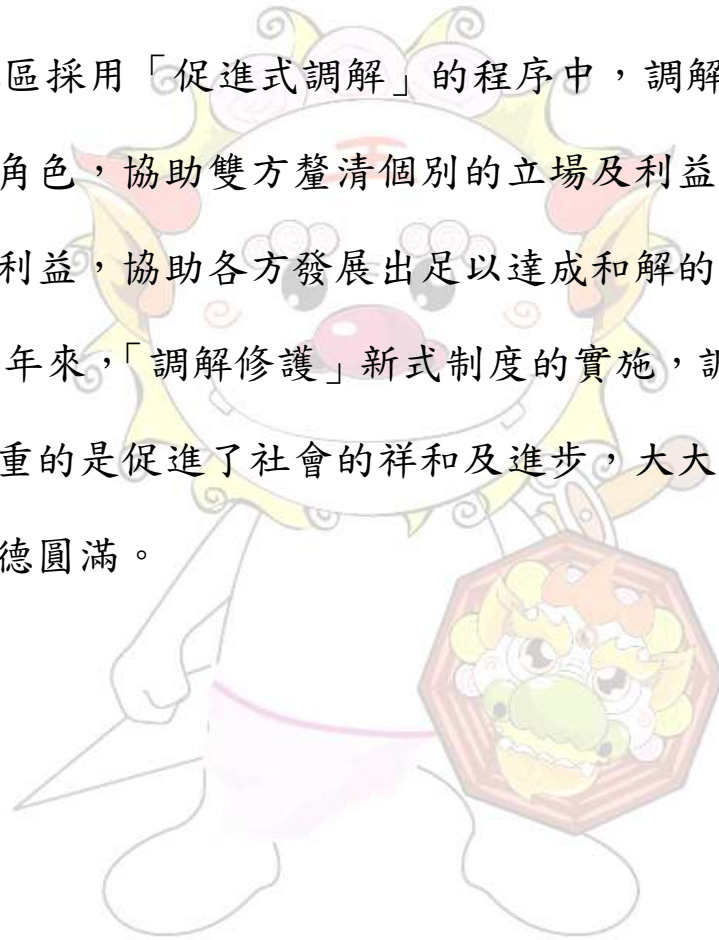 區採用「促進式調解」的程序中，調解
角色，協助雙方釐清個別的立場及利益
利益，協助各方發展出足以達成和解的
年來，「調解修護」新式制度的實施，調
重的是促進了社會的祥和及進步，大大
德圓滿。